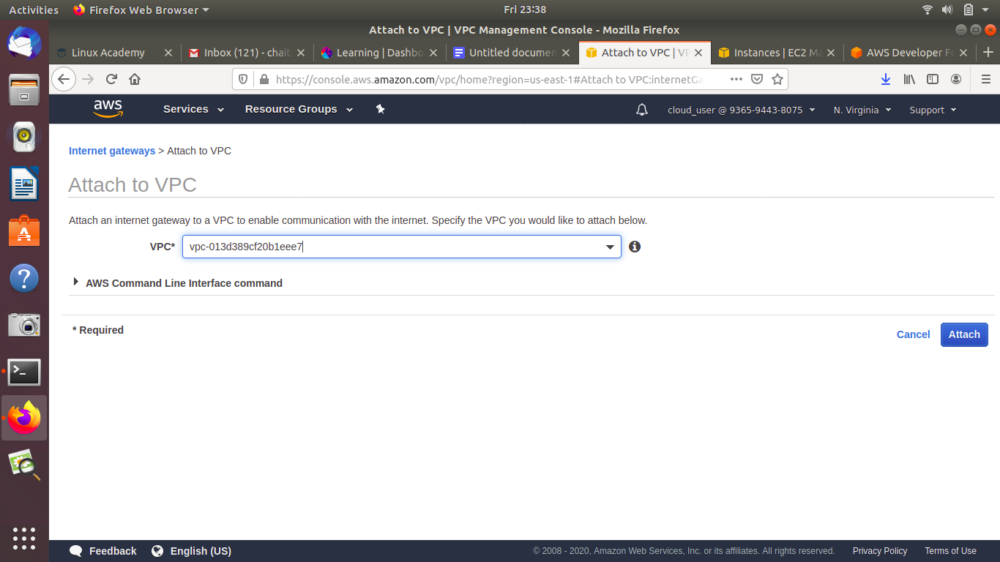 Activities Firefox Web Browser Fri 23:38
Attach to VPC | VPC Management Console - Mozilla Firefox
Linux Academy Inbox (121) - chait Learning | Dashbo Untitled documen Attach to VPC | VP Instances | EC2 Ma AWS Developer Fo
https://console.aws.amazon.com/vpc/home?region=us-east-1#Attach to VPC:internetGa
aws Services Resource Groups cloud_user @ 9365-9443-8075 N. Virginia Support
Internet gateways > Attach to VPC
Attach to VPC
Attach an internet gateway to a VPC to enable communication with the internet. Specify the VPC you would like to attach below.
VPC* vpc-013d389cf20b1eee7
AWS Command Line Interface command
* Required Cancel Attach
Feedback English (US) © 2008 - 2020, Amazon Web Services, Inc. or its affiliates. All rights reserved. Privacy Policy Terms of Use